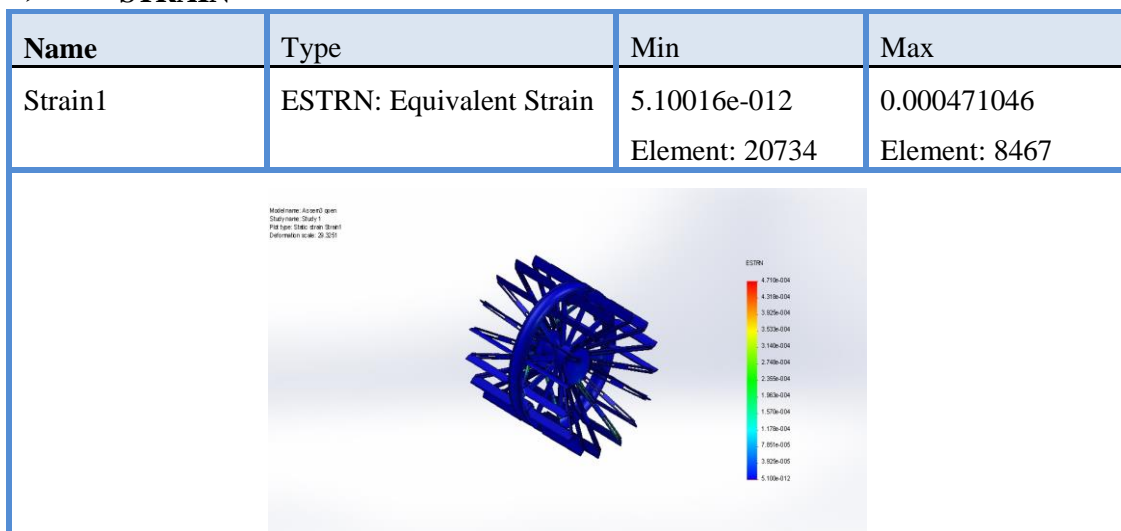 STRAIN
Name Type Min Max
Strain1 ESTRN: Equivalent Strain 5.10016e-012 0.000471046
Element: 20734 Element: 8467
Model name: Assem3 open
Study name: Study 1
Plot type: Static strain Strain1
Deformation scale: 29.3291
ESTRN
4.710e-004
4.318e-004
3.925e-004
3.533e-004
3.140e-004
2.748e-004
2.355e-004
1.963e-004
1.570e-004
1.178e-004
7.851e-005
3.925e-005
5.100e-012